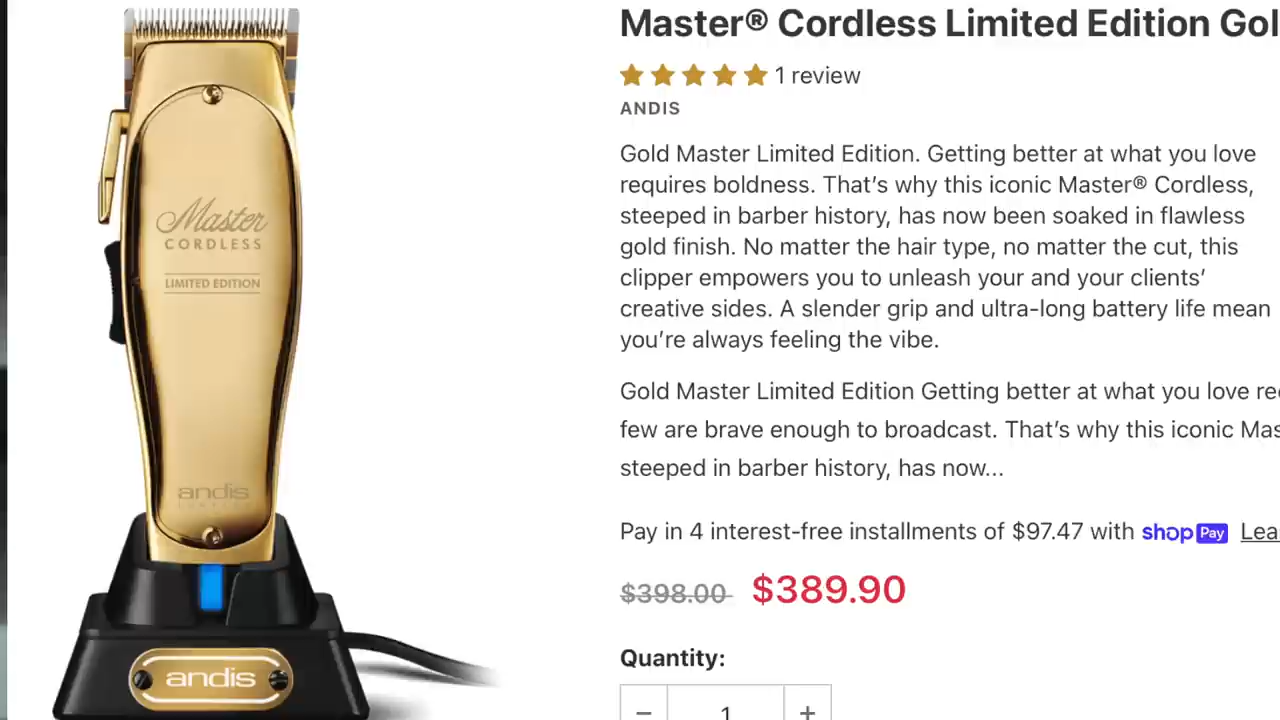 Master® Cordless Limited Edition Gol
1 review
ANDIS
Gold Master Limited Edition. Getting better at what you love
requires boldness. That’s why this iconic Master® Cordless,
steeped in barber history, has now been soaked in flawless
gold finish. No matter the hair type, no matter the cut, this
clipper empowers you to unleash your and your clients’
creative sides. A slender grip and ultra-long battery life mean
you’re always feeling the vibe.
Gold Master Limited Edition Getting better at what you love re
few are brave enough to broadcast. That’s why this iconic Mas
steeped in barber history, has now...
Pay in 4 interest-free installments of $97.47 with shop Pay Lea
$398.00 $389.90
Quantity:
− 1 +
Master
CORDLESS
LIMITED EDITION
andis
andis